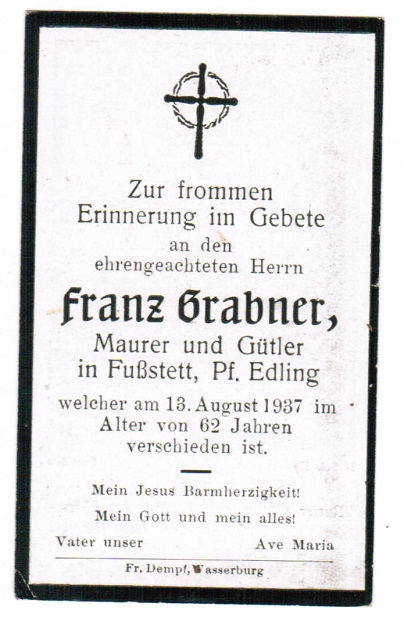 Zur frommen
Erinnerung im Gebete
an den
ehrengeachteten Herrn
Franz Grabner,
Maurer und Gütler
in Fußstett, Pf. Edling
welcher am 13. August 1937 im
Alter von 62 Jahren
verschieden ist.
Mein Jesus Barmherzigkeit!
Mein Gott und mein alles!
Vater unser Ave Maria
Fr. Dempf, Wasserburg